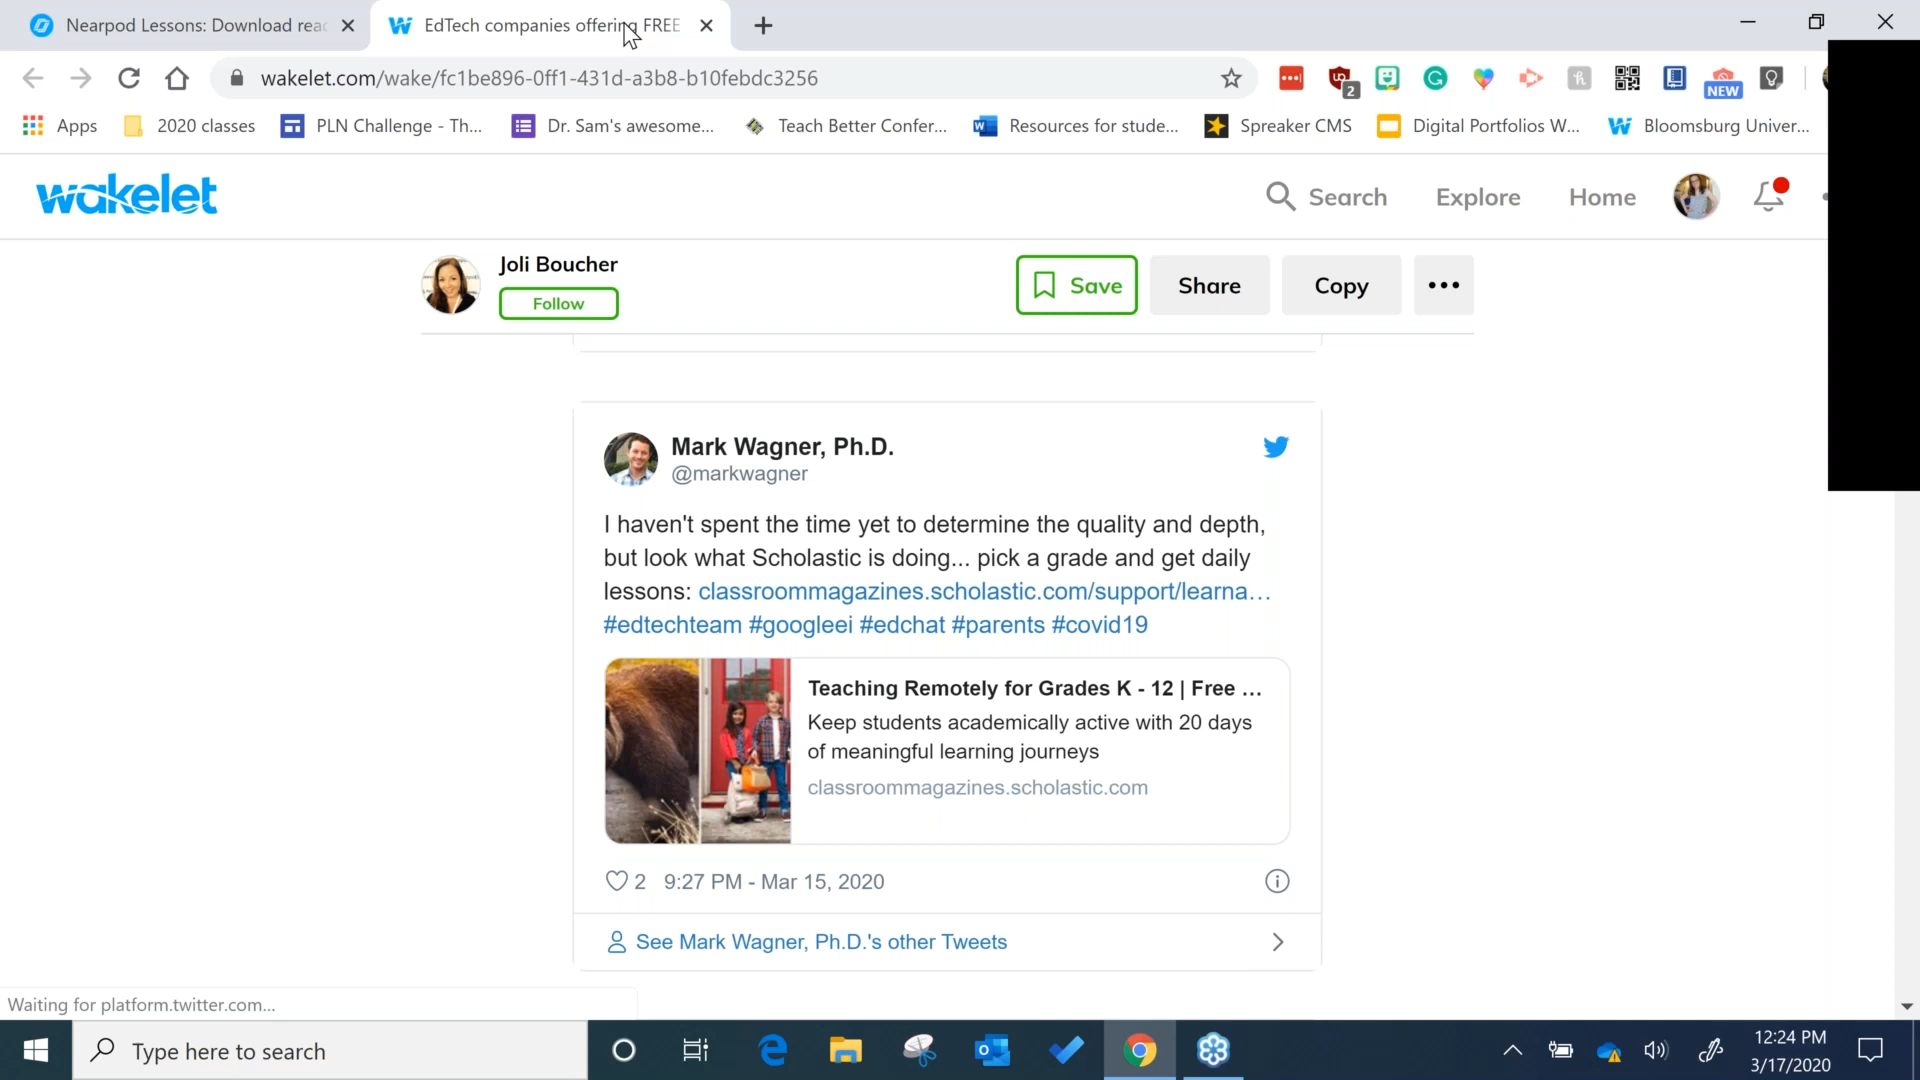 Nearpod Lessons: Download reac
EdTech companies offering FREE
wakelet.com/wake/fc1be896-0ff1-431d-a3b8-b10febdc3256
2
NEW
Apps
2020 classes
PLN Challenge - Th...
Dr. Sam's awesome...
Teach Better Confer...
Resources for stude...
Spreaker CMS
Digital Portfolios W...
Bloomsburg Univer...
wakelet
Search
Explore
Home
Joli Boucher
Follow
Save
Share
Copy
Mark Wagner, Ph.D.
@markwagner
I haven't spent the time yet to determine the quality and depth,
but look what Scholastic is doing... pick a grade and get daily
lessons: classroommagazines.scholastic.com/support/learna…
#edtechteam #googleei #edchat #parents #covid19
Teaching Remotely for Grades K - 12 | Free ...
Keep students academically active with 20 days
of meaningful learning journeys
classroommagazines.scholastic.com
2 9:27 PM - Mar 15, 2020
See Mark Wagner, Ph.D.'s other Tweets
Waiting for platform.twitter.com...
Type here to search
12:24 PM
3/17/2020